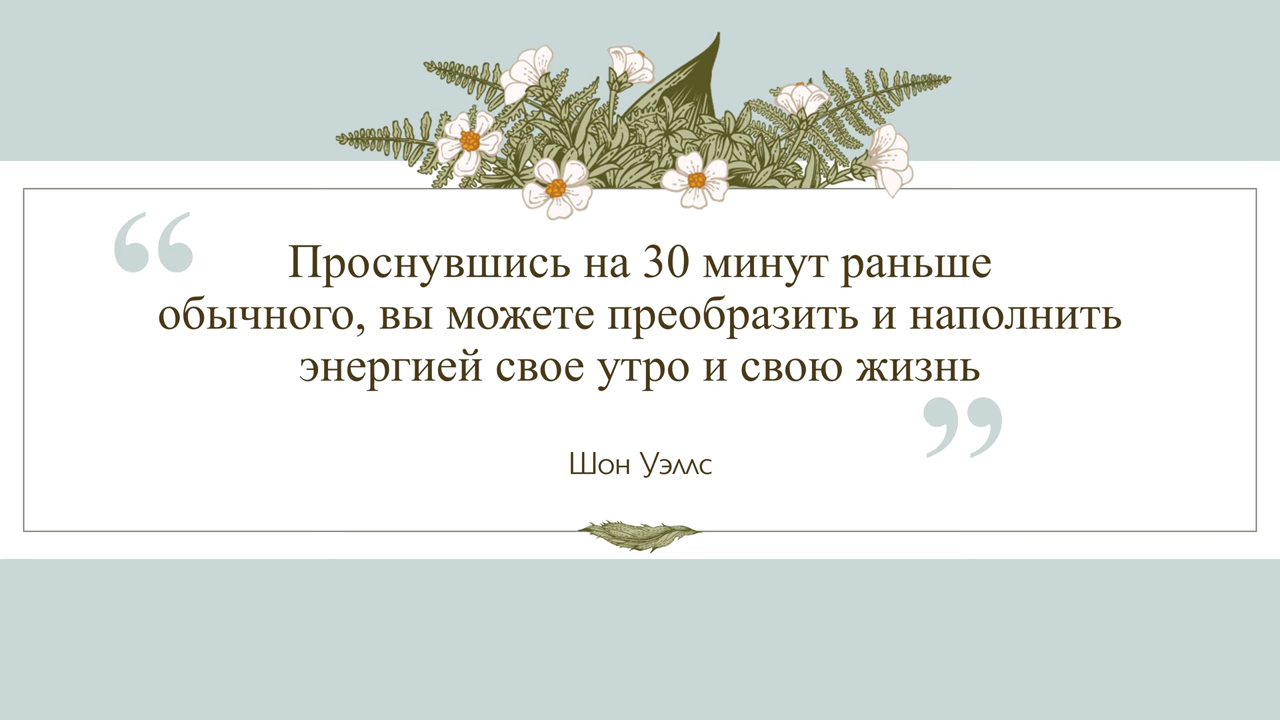 “
Проснувшись на 30 минут раньше
обычного, вы можете преобразить и наполнить
энергией свое утро и свою жизнь
”
Шон Уэллс